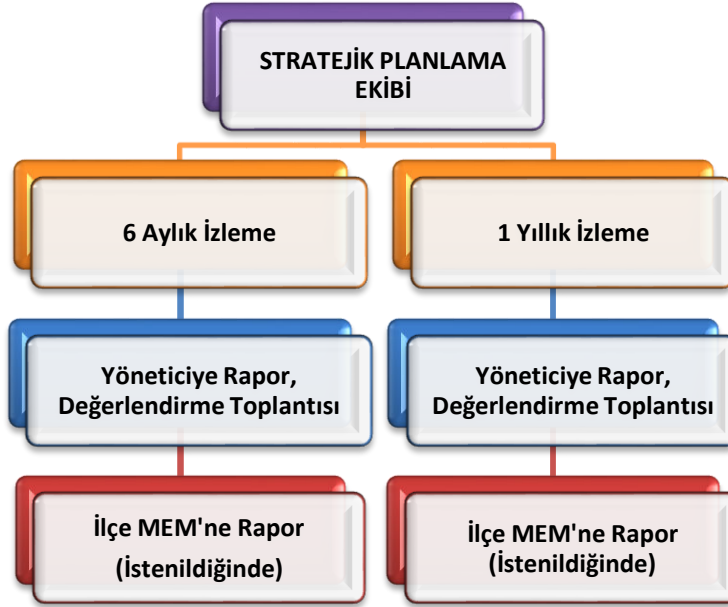 STRATEJİK PLANLAMA
EKİBİ
6 Aylık İzleme
1 Yıllık İzleme
Yöneticiye Rapor,
Değerlendirme Toplantısı
Yöneticiye Rapor,
Değerlendirme Toplantısı
İlçe MEM'ne Rapor
(İstenildiğinde)
İlçe MEM'ne Rapor
(İstenildiğinde)